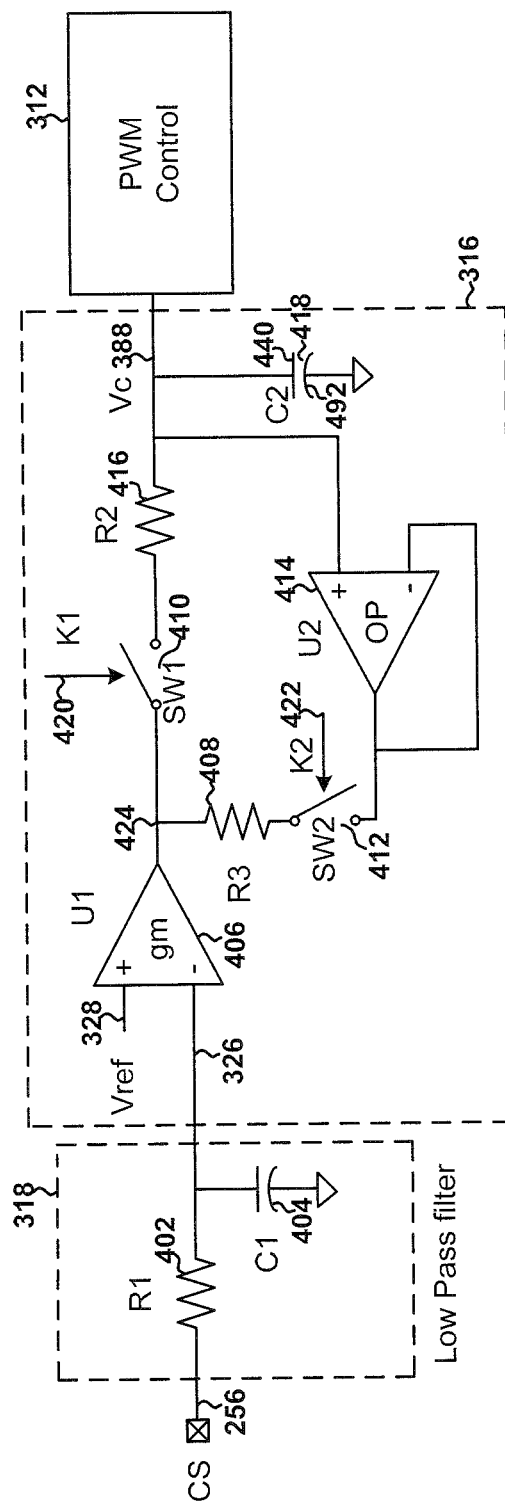 CS
256
318
R1
402
C1
404
Low Pass filter
326
Vref
328
+
-
gm
U1
406
424
R3
408
420
K1
SW1
410
R2
416
SW2
412
K2
422
U2
414
+
-
OP
Vc
388
C2
440
418
492
316
PWM
Control
312